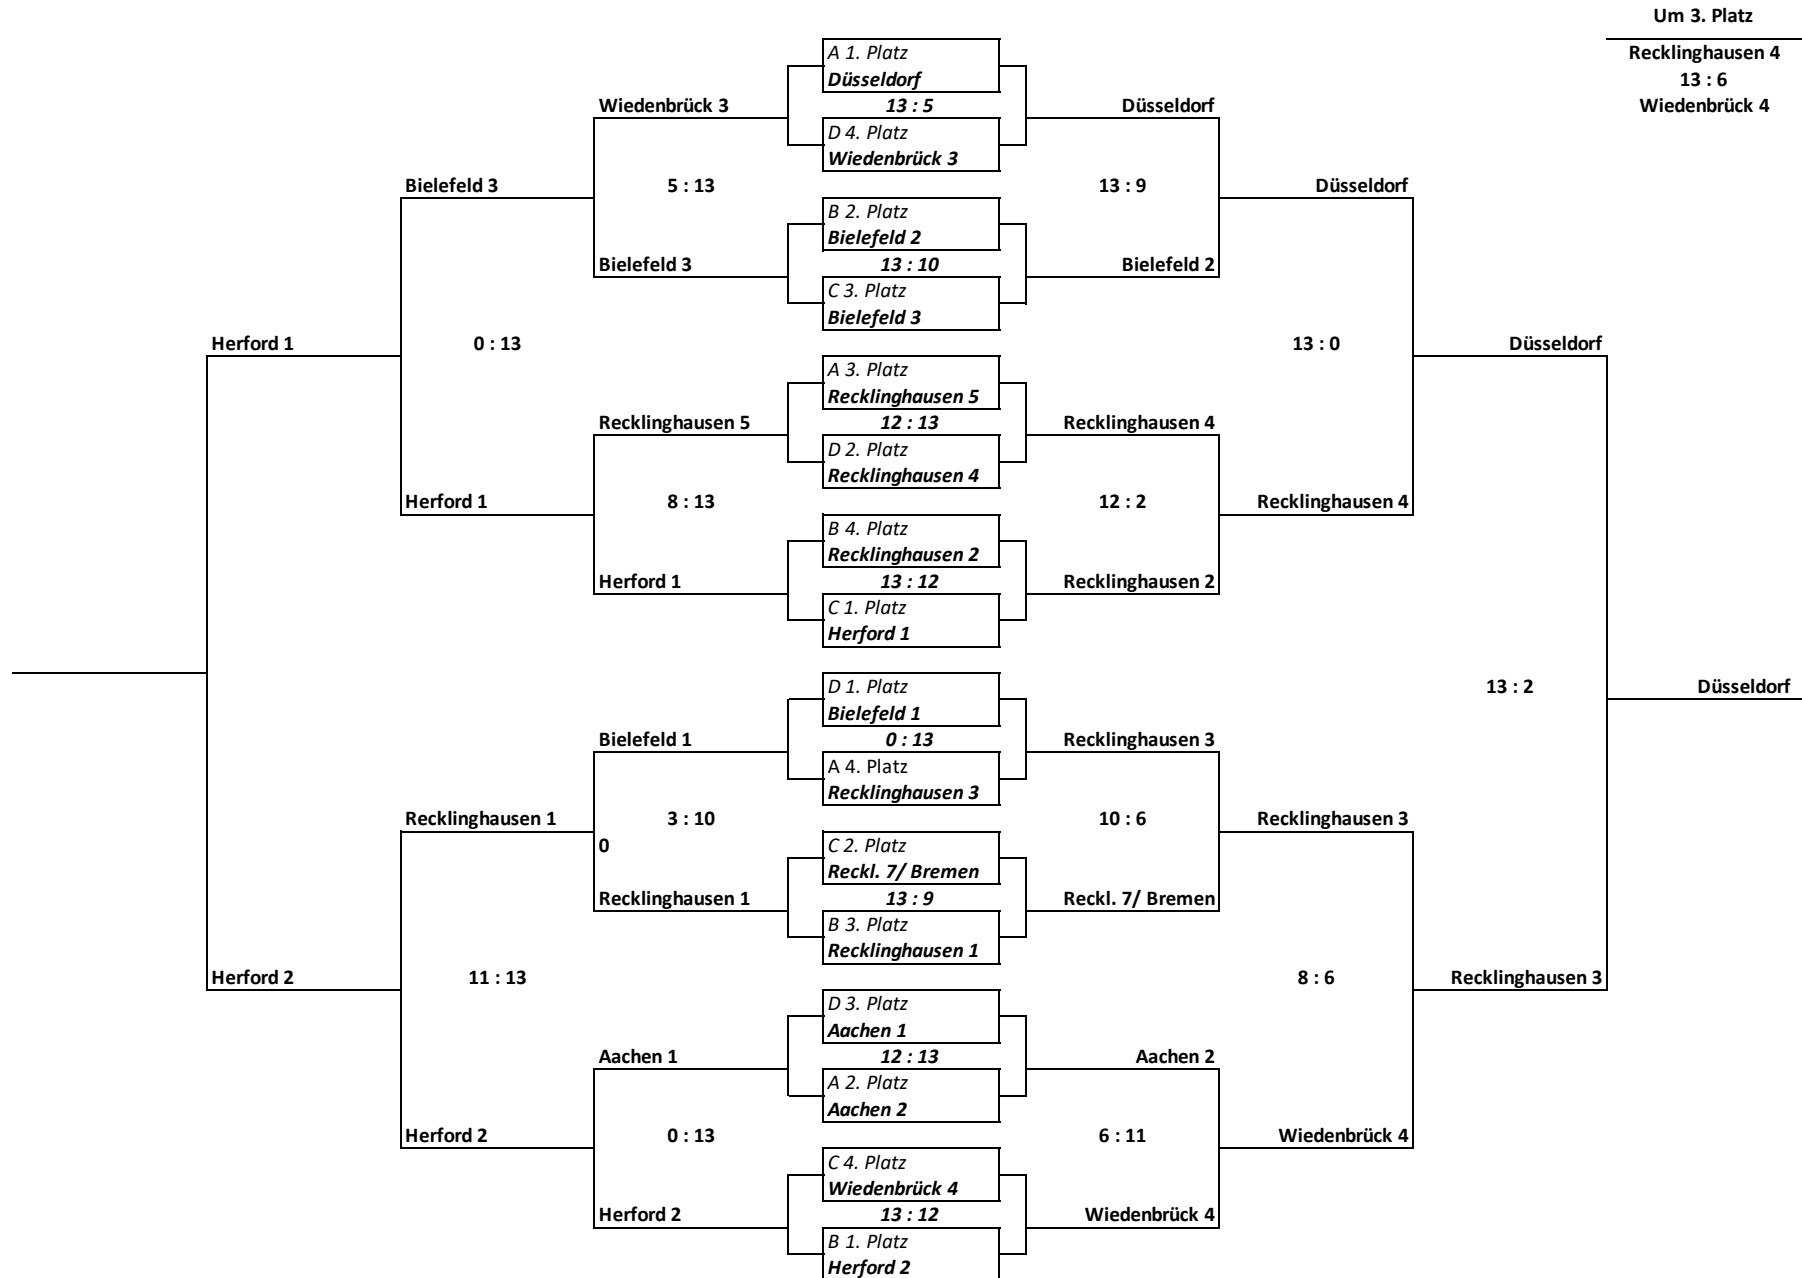 Um 3. Platz
Recklinghausen 4
13 : 6
Wiedenbrück 4
A 1. Platz
Düsseldorf
Wiedenbrück 3
13 : 5
Düsseldorf
D 4. Platz
Wiedenbrück 3
Bielefeld 3
5 : 13
13 : 9
Düsseldorf
B 2. Platz
Bielefeld 2
Bielefeld 3
13 : 10
Bielefeld 2
C 3. Platz
Bielefeld 3
Herford 1
0 : 13
13 : 0
Düsseldorf
A 3. Platz
Recklinghausen 5
Recklinghausen 5
12 : 13
Recklinghausen 4
D 2. Platz
Recklinghausen 4
Herford 1
8 : 13
12 : 2
Recklinghausen 4
B 4. Platz
Recklinghausen 2
Herford 1
13 : 12
Recklinghausen 2
C 1. Platz
Herford 1
D 1. Platz
13 : 2
Düsseldorf
Bielefeld 1
Bielefeld 1
0 : 13
Recklinghausen 3
A 4. Platz
Recklinghausen 3
Recklinghausen 1
3 : 10
10 : 6
Recklinghausen 3
0
C 2. Platz
Reckl. 7/ Bremen
Recklinghausen 1
13 : 9
Reckl. 7/ Bremen
B 3. Platz
Recklinghausen 1
Herford 2
11 : 13
8 : 6
Recklinghausen 3
D 3. Platz
Aachen 1
Aachen 1
12 : 13
Aachen 2
A 2. Platz
Aachen 2
Herford 2
0 : 13
6 : 11
Wiedenbrück 4
C 4. Platz
Wiedenbrück 4
Herford 2
13 : 12
Wiedenbrück 4
B 1. Platz
Herford 2